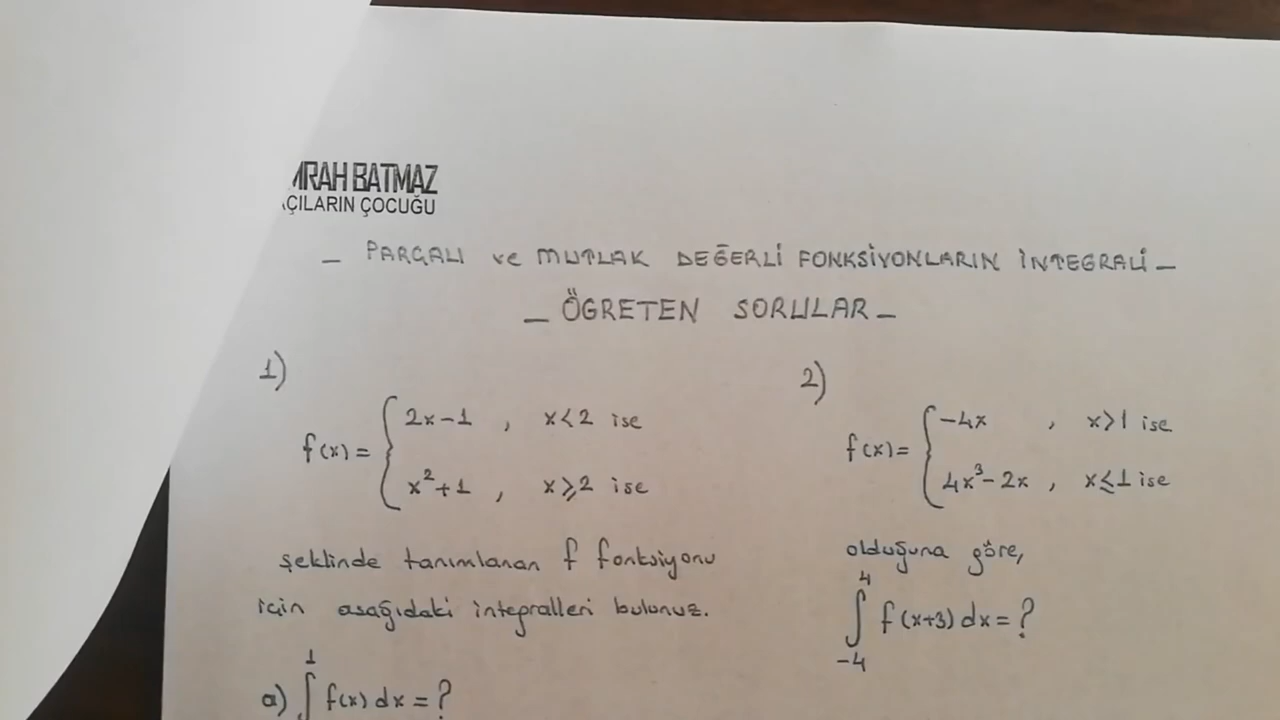 MRAH BATMAZ
AÇILARIN ÇOCUĞU
_ PARÇALI ve MUTLAK DEĞERLİ FONKSİYONLARIN İNTEGRALİ _
_ ÖĞRETEN SORULAR _
1)
f(x) = { 2x-1 , x<2 ise
x²+1 , x≥2 ise
şeklinde tanımlanan f fonksiyonu
için aşağıdaki integralleri bulunuz.
a) ∫¹ f(x) dx = ?
2)
f(x) = { -4x , x>1 ise
4x³-2x , x≤1 ise
olduğuna göre,
∫₋₄⁴ f(x+3) dx = ?